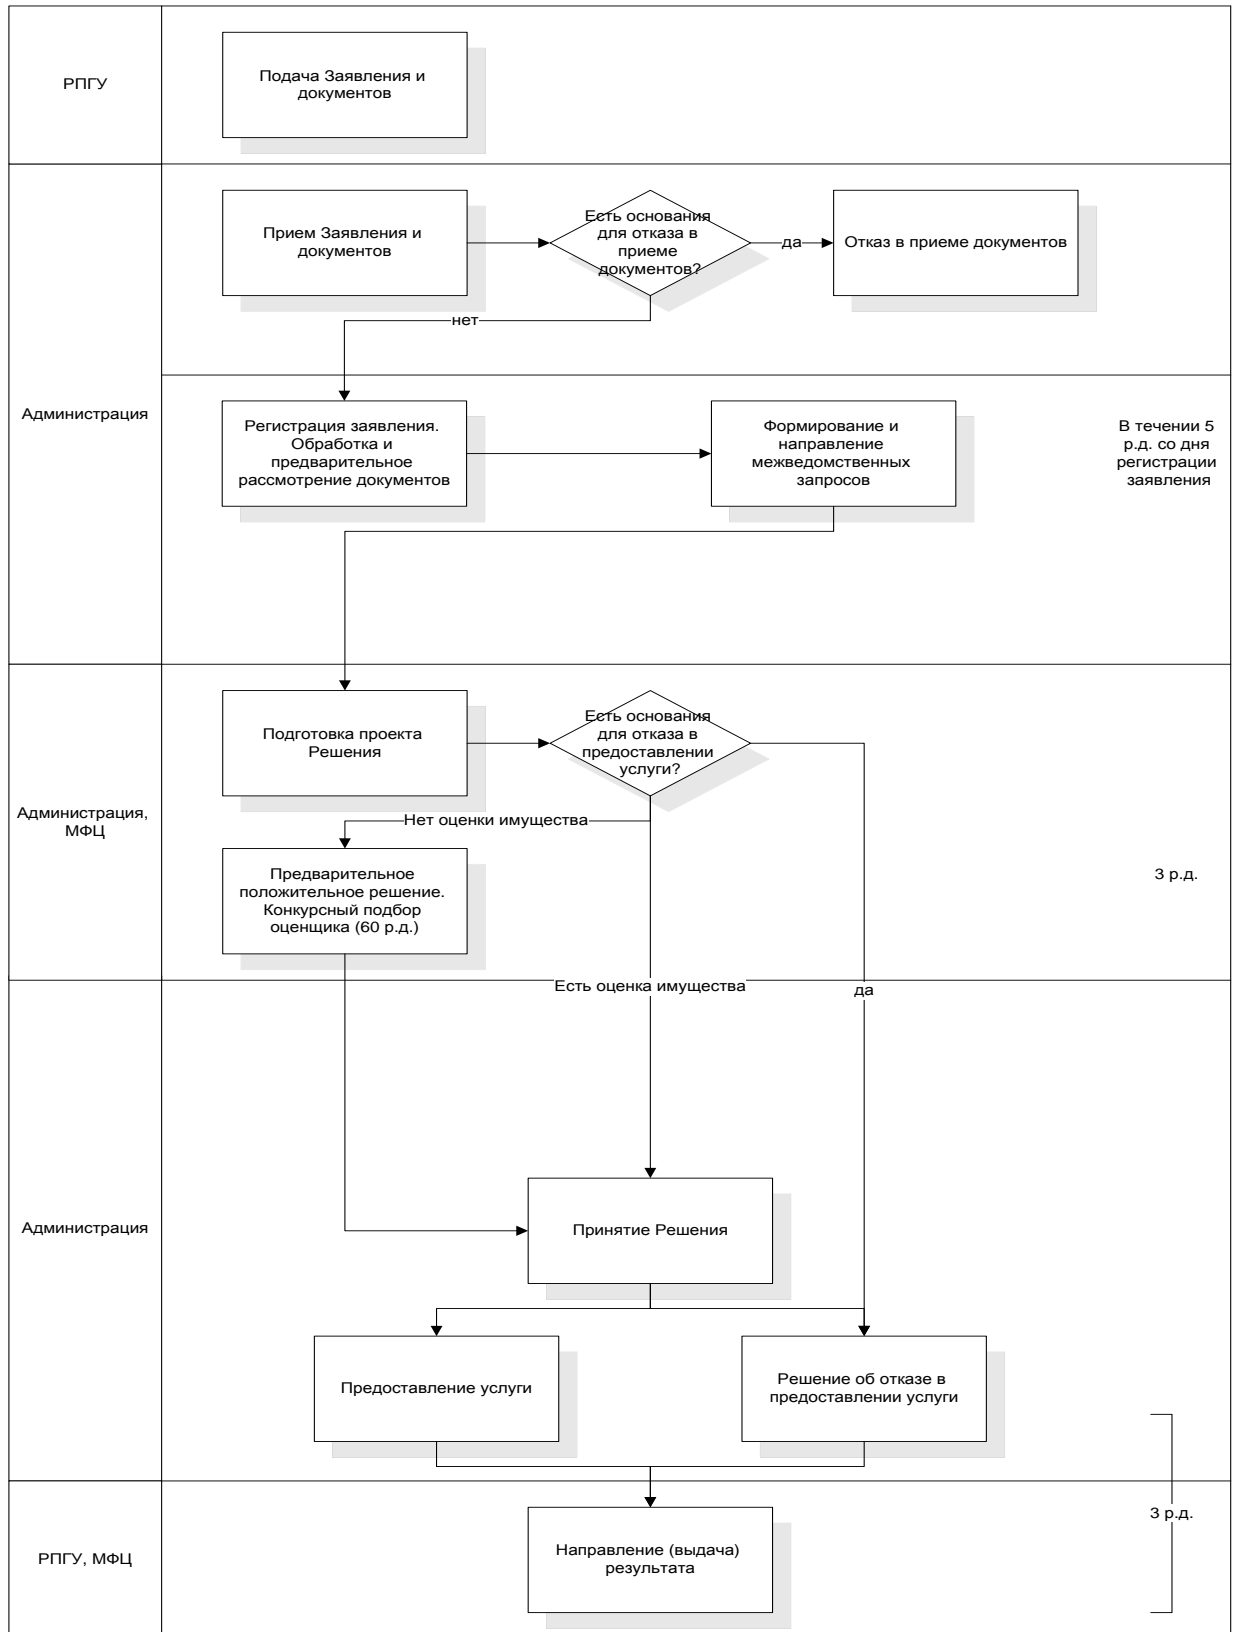 РПГУ
Подача Заявления и
документов
Администрация
Прием Заявления и
документов
Есть основания
для отказа в
приеме
документов?
да
Отказ в приеме документов
нет
Регистрация заявления.
Обработка и
предварительное
рассмотрение документов
Формирование и
направление
межведомственных
запросов
В течении 5
р.д. со дня
регистрации
заявления
Администрация,
МФЦ
Подготовка проекта
Решения
Есть основания
для отказа в
предоставлении
услуги?
Нет оценки имущества
Предварительное
положительное решение.
Конкурсный подбор
оценщика (60 р.д.)
3 р.д.
Есть оценка имущества
да
Администрация
Принятие Решения
Предоставление услуги
Решение об отказе в
предоставлении услуги
3 р.д.
РПГУ, МФЦ
Направление (выдача)
результата